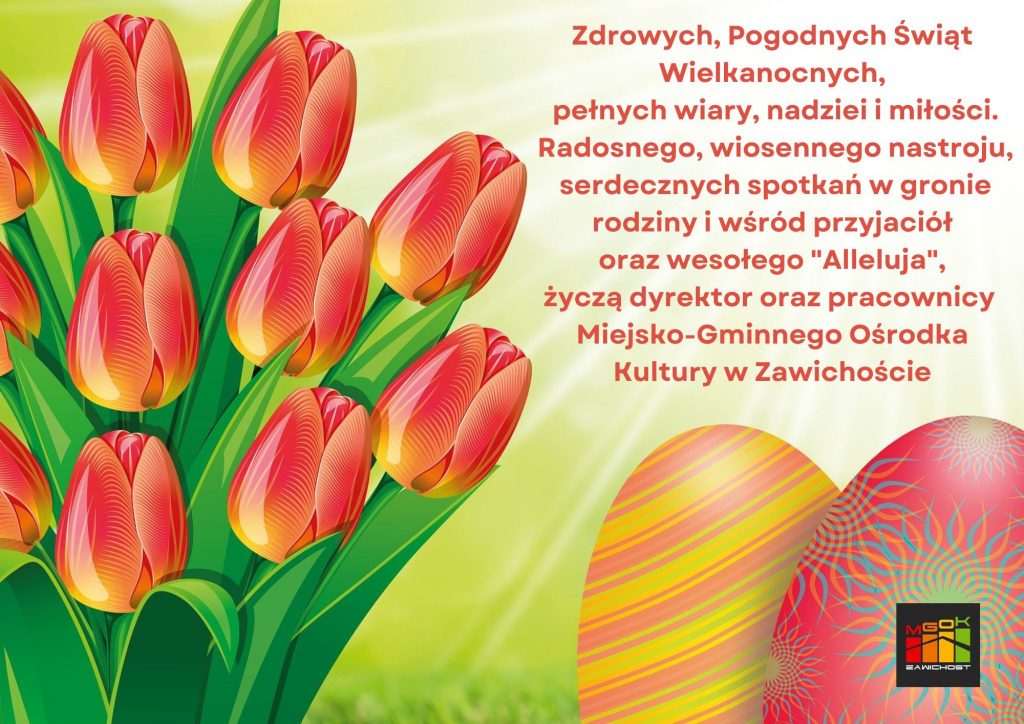 Zdrowych, Pogodnych Świąt
Wielkanocnych,
pełnych wiary, nadziei i miłości.
Radosnego, wiosennego nastroju,
serdecznych spotkań w gronie
rodziny i wśród przyjaciół
oraz wesołego "Alleluja",
życzą dyrektor oraz pracownicy
Miejsko-Gminnego Ośrodka
Kultury w Zawichoście
MGOK
ZAWICHOST